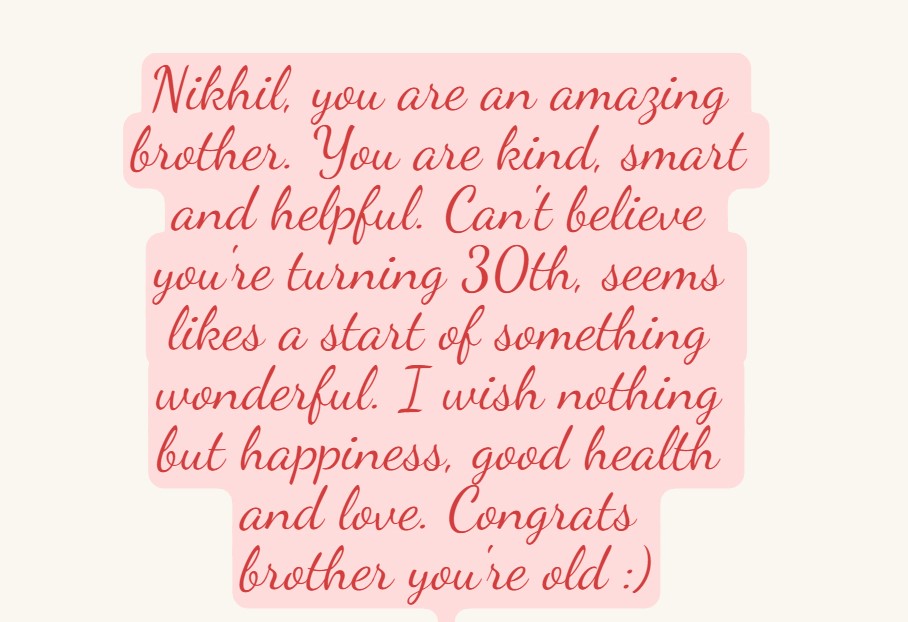 Nikhil, you are an amazing
brother. You are kind, smart
and helpful. Can't believe
you're turning 30th, seems
likes a start of something
wonderful. I wish nothing
but happiness, good health
and love. Congrats
brother you're old :)